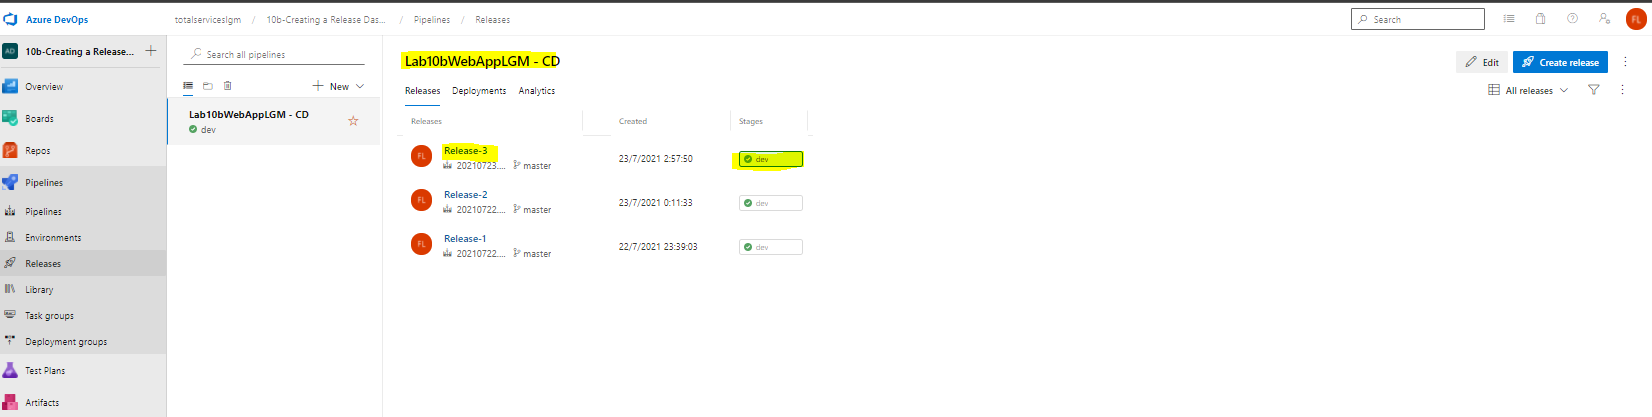 Azure DevOps
totalserviceslgm / 10b-Creating a Release Das... / Pipelines / Releases
Search
FL
AD 10b-Creating a Release... +
Overview
Boards
Repos
Pipelines
Pipelines
Environments
Releases
Library
Task groups
Deployment groups
Test Plans
Artifacts
Search all pipelines
+ New
Lab10bWebAppLGM - CD
dev
Lab10bWebAppLGM - CD
Edit
Create release
Releases Deployments Analytics
All releases
Releases Created Stages
FL Release-3 23/7/2021 2:57:50 dev
20210723.... master
FL Release-2 23/7/2021 0:11:33 dev
20210722.... master
FL Release-1 22/7/2021 23:39:03 dev
20210722.... master